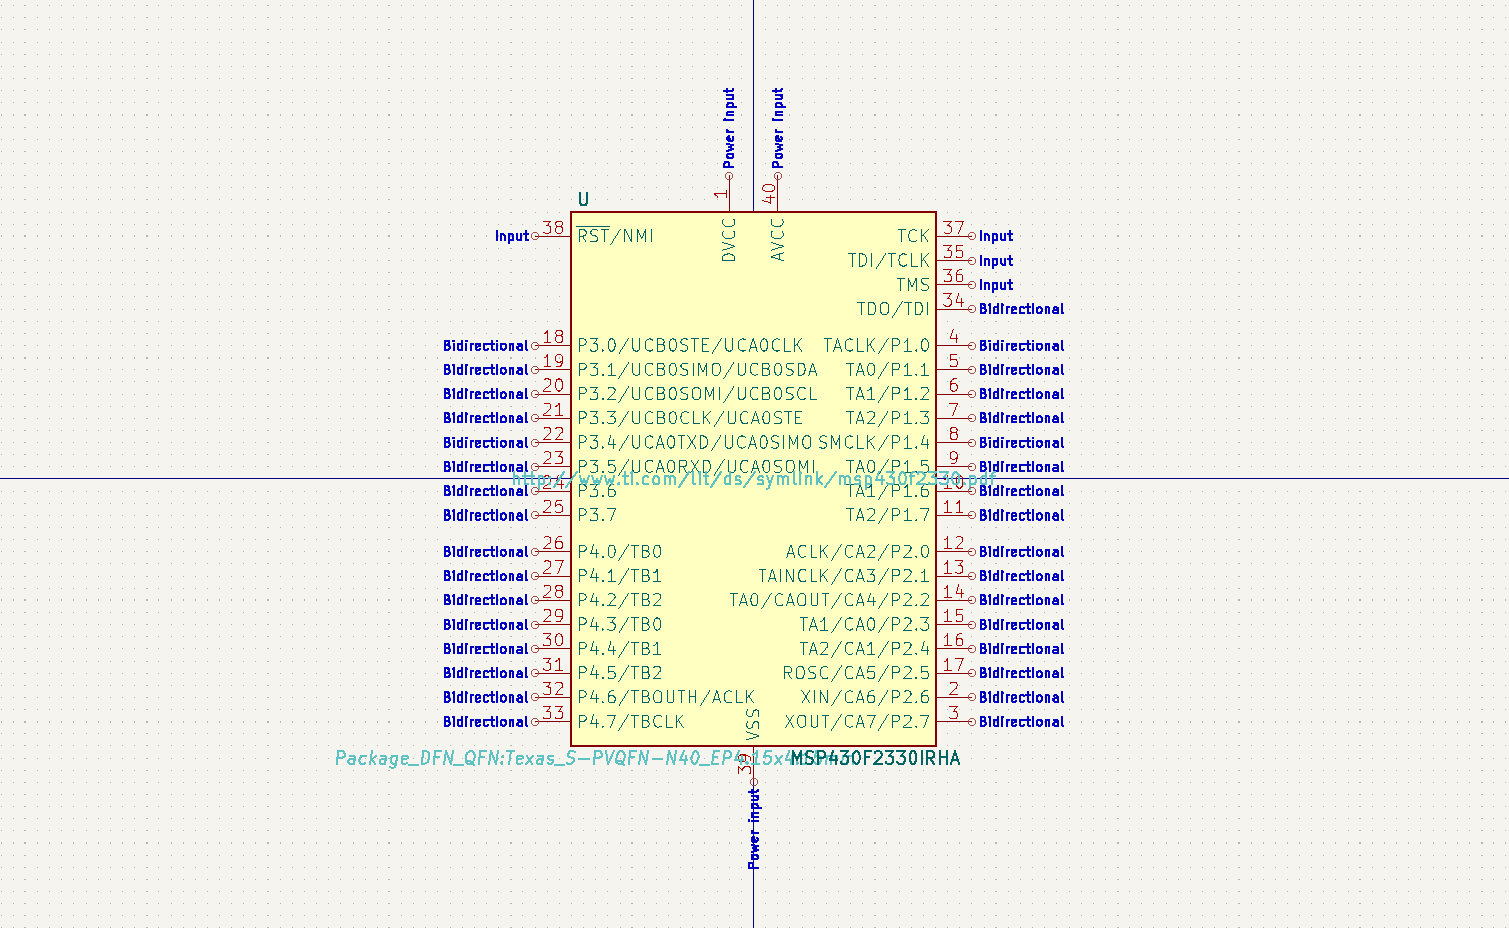 Power input
Power input
1
40
U
DVCC
AVCC
Input 38 RST/NMI
TCK 37 Input
TDI/TCLK 35 Input
TMS 36 Input
TDO/TDI 34 Bidirectional
Bidirectional 18 P3.0/UCB0STE/UCA0CLK TACLK/P1.0 4 Bidirectional
Bidirectional 19 P3.1/UCB0SIMO/UCB0SDA TA0/P1.1 5 Bidirectional
Bidirectional 20 P3.2/UCB0SOMI/UCB0SCL TA1/P1.2 6 Bidirectional
Bidirectional 21 P3.3/UCB0CLK/UCA0STE TA2/P1.3 7 Bidirectional
Bidirectional 22 P3.4/UCA0TXD/UCA0SIMO SMCLK/P1.4 8 Bidirectional
Bidirectional 23 P3.5/UCA0RXD/UCA0SOMI TA0/P1.5 9 Bidirectional
http://www.ti.com/lit/ds/symlink/msp430f2330.pdf
Bidirectional 24 P3.6 TA1/P1.6 10 Bidirectional
Bidirectional 25 P3.7 TA2/P1.7 11 Bidirectional
Bidirectional 26 P4.0/TB0 ACLK/CA2/P2.0 12 Bidirectional
Bidirectional 27 P4.1/TB1 TAINCLK/CA3/P2.1 13 Bidirectional
Bidirectional 28 P4.2/TB2 TA0/CAOUT/CA4/P2.2 14 Bidirectional
Bidirectional 29 P4.3/TB0 TA1/CA0/P2.3 15 Bidirectional
Bidirectional 30 P4.4/TB1 TA2/CA1/P2.4 16 Bidirectional
Bidirectional 31 P4.5/TB2 ROSC/CA5/P2.5 17 Bidirectional
Bidirectional 32 P4.6/TBOUTH/ACLK XIN/CA6/P2.6 2 Bidirectional
Bidirectional 33 P4.7/TBCLK XOUT/CA7/P2.7 3 Bidirectional
VSS
MSP430F2330IRHA
39
Power input